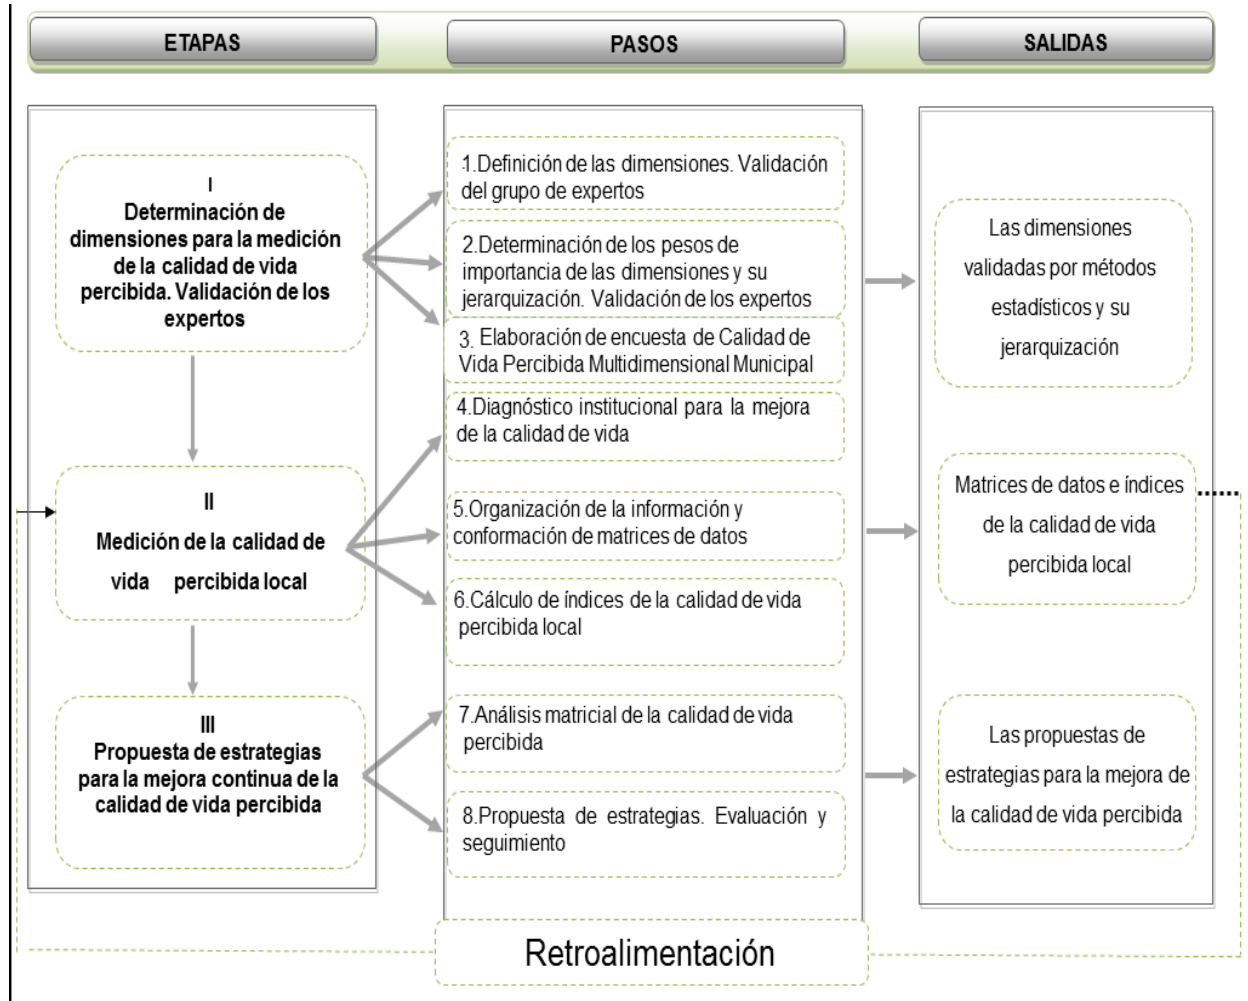 ETAPAS
PASOS
SALIDAS
I
Determinación de
dimensiones para la medición
de la calidad de vida
percibida. Validación de los
expertos
II
Medición de la calidad de
vida percibida local
III
Propuesta de estrategias
para la mejora continua de la
calidad de vida percibida
1.Definición de las dimensiones. Validación
del grupo de expertos
2.Determinación de los pesos de
importancia de las dimensiones y su
jerarquización. Validación de los expertos
3. Elaboración de encuesta de Calidad de
Vida Percibida Multidimensional Municipal
4.Diagnóstico institucional para la mejora
de la calidad de vida
5.Organización de la información y
conformación de matrices de datos
6.Cálculo de índices de la calidad de vida
percibida local
7.Análisis matricial de la calidad de vida
percibida
8.Propuesta de estrategias. Evaluación y
seguimiento
Las dimensiones
validadas por métodos
estadísticos y su
jerarquización
Matrices de datos e índices
de la calidad de vida
percibida local
Las propuestas de
estrategias para la mejora de
la calidad de vida percibida
Retroalimentación